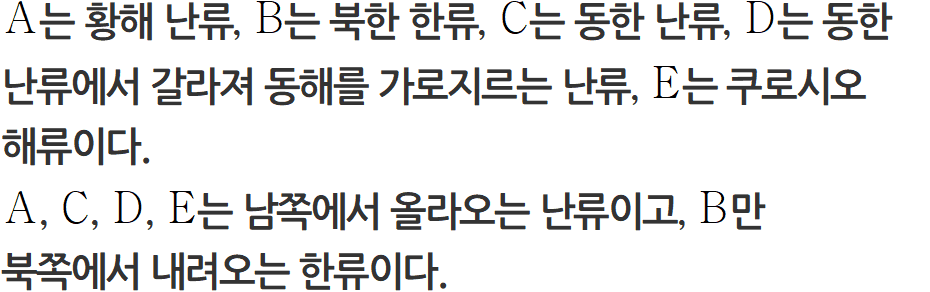 A는 황해 난류, B는 북한 한류, C는 동한 난류, D는 동한
난류에서 갈라져 동해를 가로지르는 난류, E는 쿠로시오
해류이다.
A, C, D, E는 남쪽에서 올라오는 난류이고, B만
북쪽에서 내려오는 한류이다.